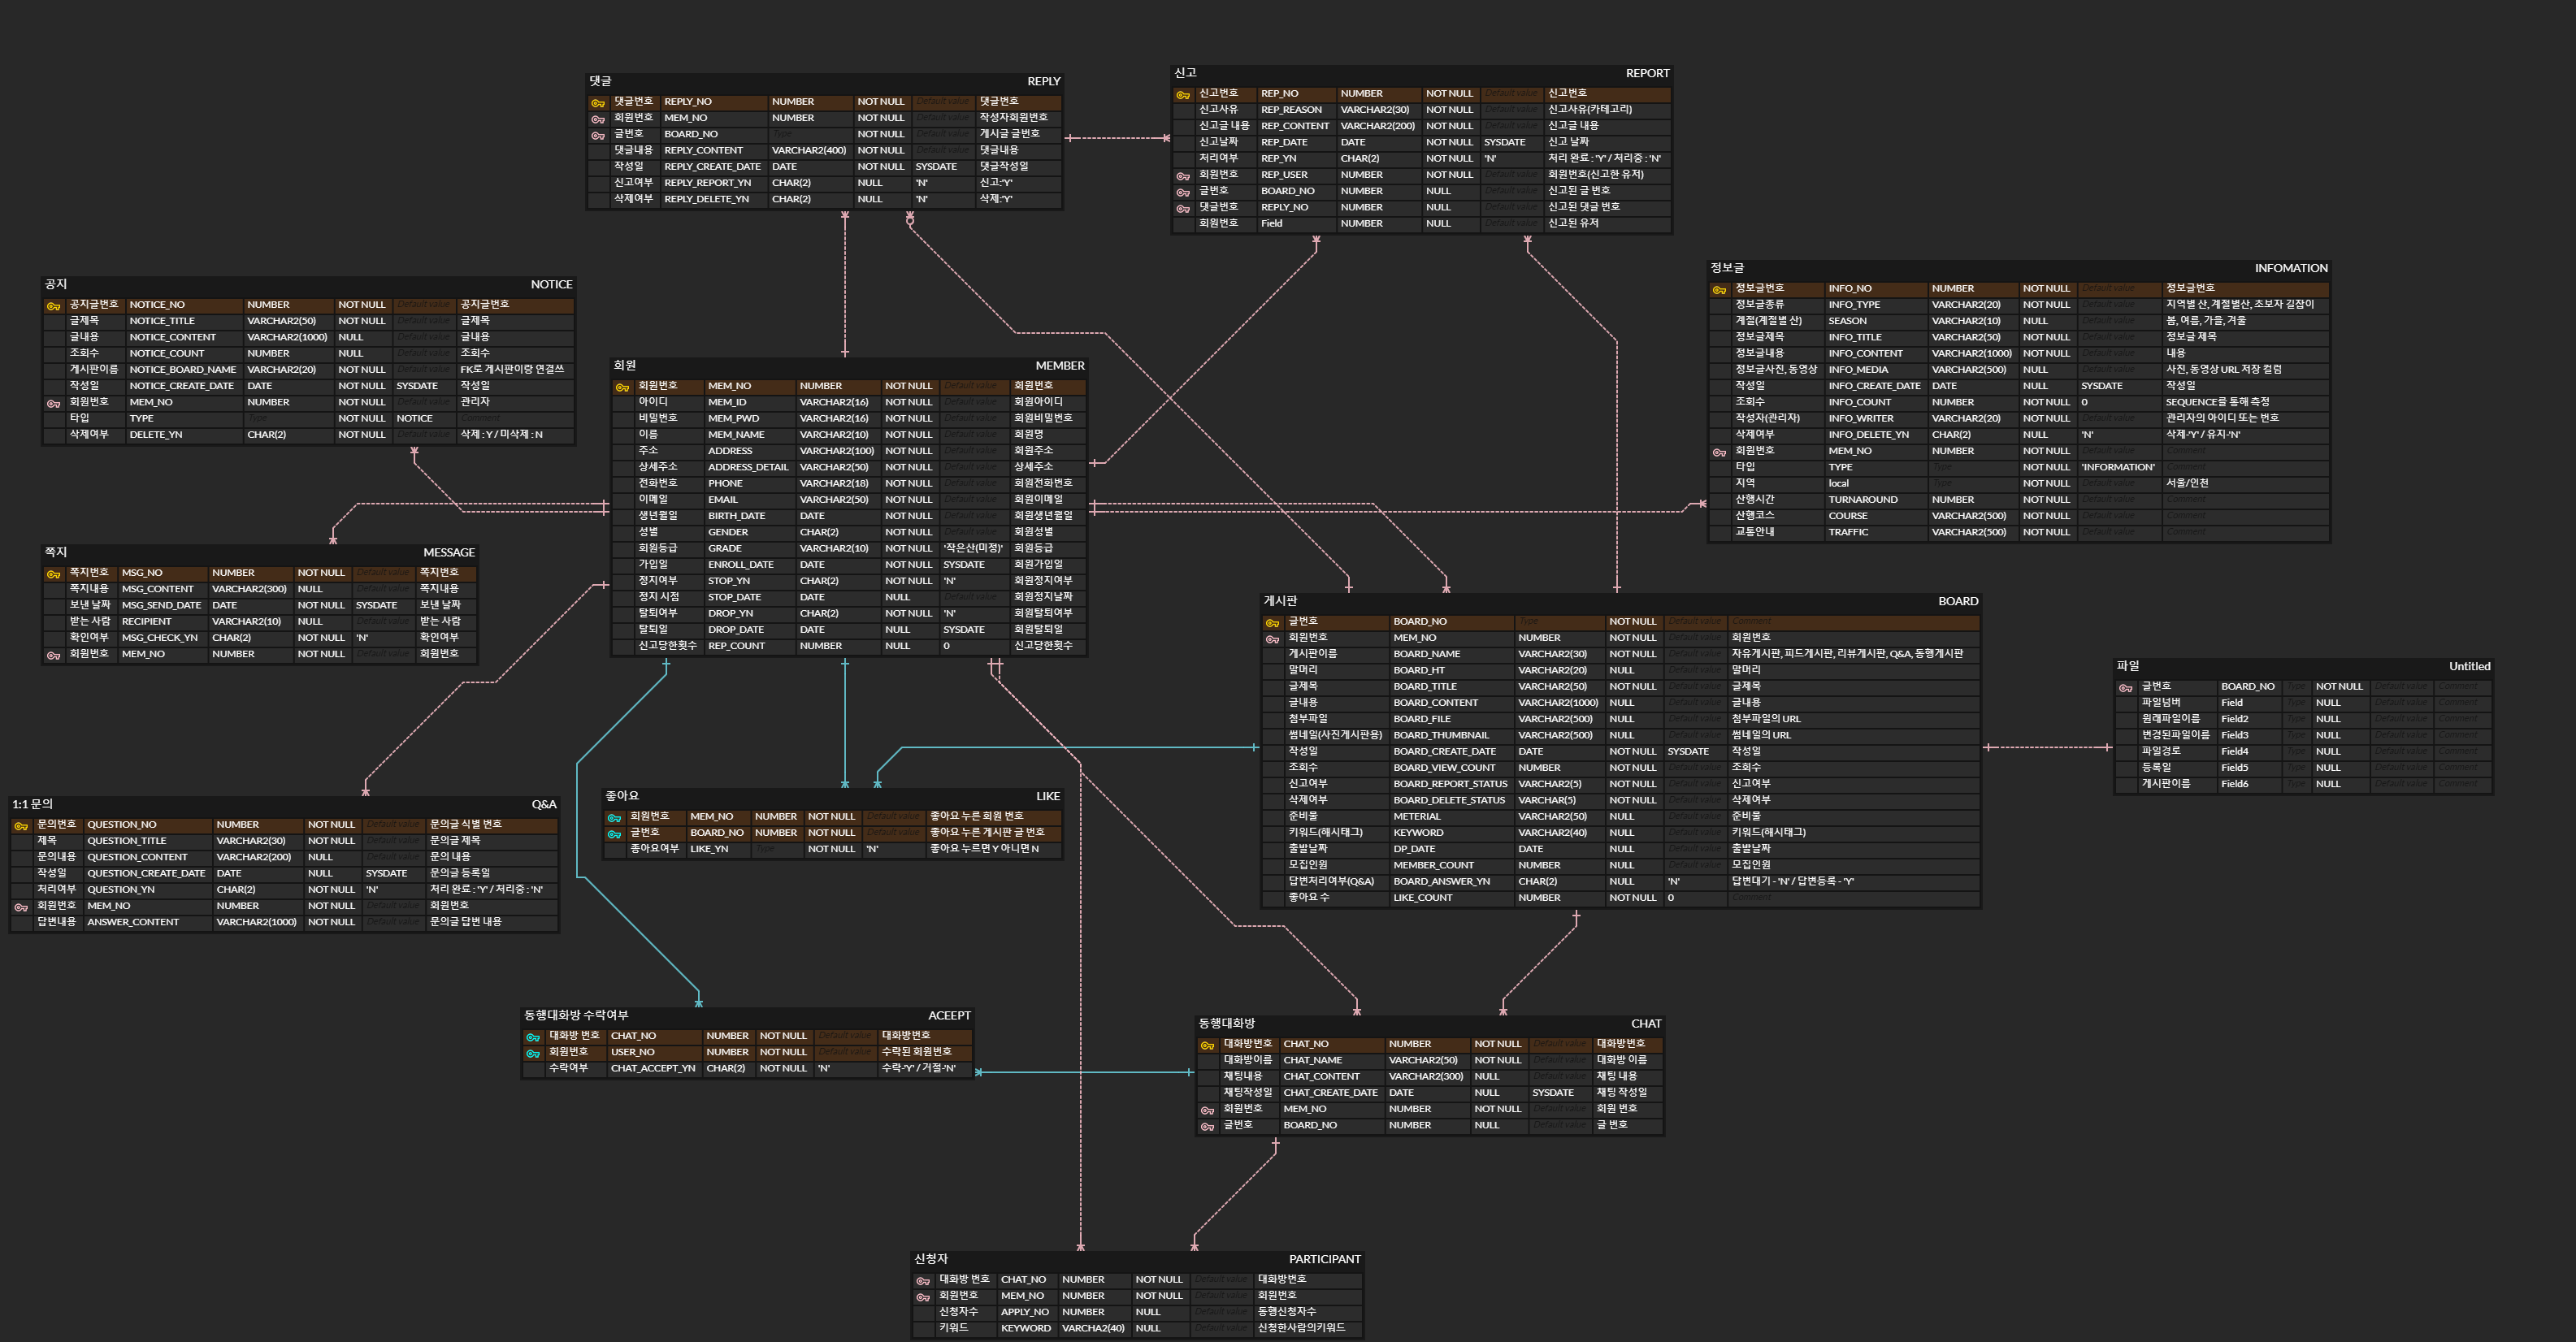 댓글 REPLY
댓글번호 REPLY_NO NUMBER NOT NULL Default value 댓글번호
회원번호 MEM_NO NUMBER NOT NULL Default value 작성자회원번호
글번호 BOARD_NO Type NOT NULL Default value 게시글 글번호
댓글내용 REPLY_CONTENT VARCHAR2(400) NOT NULL Default value 댓글내용
작성일 REPLY_CREATE_DATE DATE NOT NULL SYSDATE 댓글작성일
신고여부 REPLY_REPORT_YN CHAR(2) NULL 'N' 신고:'Y'
삭제여부 REPLY_DELETE_YN CHAR(2) NULL 'N' 삭제:'Y'
신고 REPORT
신고번호 REP_NO NUMBER NOT NULL Default value 신고번호
신고사유 REP_REASON VARCHAR2(30) NOT NULL Default value 신고사유(카테고리)
신고글 내용 REP_CONTENT VARCHAR2(200) NOT NULL Default value 신고글 내용
신고날짜 REP_DATE DATE NOT NULL SYSDATE 신고 날짜
처리여부 REP_YN CHAR(2) NOT NULL 'N' 처리 완료 : 'Y' / 처리중 : 'N'
회원번호 REP_USER NUMBER NOT NULL Default value 회원번호(신고한 유저)
글번호 BOARD_NO NUMBER NULL Default value 신고된 글 번호
댓글번호 REPLY_NO NUMBER NULL Default value 신고된 댓글 번호
회원번호 Field NUMBER NULL Default value 신고된 유저
정보글 INFOMATION
정보글번호 INFO_NO NUMBER NOT NULL Default value 정보글번호
정보글종류 INFO_TYPE VARCHAR2(20) NOT NULL Default value 지역별 산, 계절별산, 초보자 길잡이
계절(계절별 산) SEASON VARCHAR2(10) NULL Default value 봄, 여름, 가을, 겨울
정보글제목 INFO_TITLE VARCHAR2(50) NOT NULL Default value 정보글 제목
정보글내용 INFO_CONTENT VARCHAR2(1000) NOT NULL Default value 내용
정보글사진, 동영상 INFO_MEDIA VARCHAR2(500) NULL Default value 사진, 동영상 URL 저장 컬럼
작성일 INFO_CREATE_DATE DATE NULL SYSDATE 작성일
조회수 INFO_COUNT NUMBER NOT NULL 0 SEQUENCE를 통해 측정
작성자(관리자) INFO_WRITER VARCHAR2(20) NOT NULL Default value 관리자의 아이디 또는 번호
삭제여부 INFO_DELETE_YN CHAR(2) NULL 'N' 삭제-'Y' / 유지-'N'
회원번호 MEM_NO NUMBER NOT NULL Default value Comment
타입 TYPE Type NOT NULL 'INFORMATION' Comment
지역 local Type NOT NULL Default value 서울/인천
산행시간 TURNAROUND NUMBER NOT NULL Default value Comment
산행코스 COURSE VARCHAR2(500) NOT NULL Default value Comment
교통안내 TRAFFIC VARCHAR2(500) NOT NULL Default value Comment
공지 NOTICE
공지글번호 NOTICE_NO NUMBER NOT NULL Default value 공지글번호
글제목 NOTICE_TITLE VARCHAR2(50) NOT NULL Default value 글제목
글내용 NOTICE_CONTENT VARCHAR2(1000) NULL Default value 글내용
조회수 NOTICE_COUNT NUMBER NULL Default value 조회수
게시판이름 NOTICE_BOARD_NAME VARCHAR2(20) NOT NULL Default value FK로 게시판이랑 연결쓰
작성일 NOTICE_CREATE_DATE DATE NOT NULL SYSDATE 작성일
회원번호 MEM_NO NUMBER NOT NULL Default value 관리자
타입 TYPE Type NOT NULL NOTICE Comment
삭제여부 DELETE_YN CHAR(2) NOT NULL Default value 삭제 : Y / 미삭제 : N
회원 MEMBER
회원번호 MEM_NO NUMBER NOT NULL Default value 회원번호
아이디 MEM_ID VARCHAR2(16) NOT NULL Default value 회원아이디
비밀번호 MEM_PWD VARCHAR2(16) NOT NULL Default value 회원비밀번호
이름 MEM_NAME VARCHAR2(10) NOT NULL Default value 회원명
주소 ADDRESS VARCHAR2(100) NOT NULL Default value 회원주소
상세주소 ADDRESS_DETAIL VARCHAR2(50) NOT NULL Default value 상세주소
전화번호 PHONE VARCHAR2(18) NOT NULL Default value 회원전화번호
이메일 EMAIL VARCHAR2(50) NOT NULL Default value 회원이메일
생년월일 BIRTH_DATE DATE NOT NULL Default value 회원생년월일
성별 GENDER CHAR(2) NOT NULL Default value 회원성별
회원등급 GRADE VARCHAR2(10) NOT NULL '작은산(미정)' 회원등급
가입일 ENROLL_DATE DATE NOT NULL SYSDATE 회원가입일
정지여부 STOP_YN CHAR(2) NOT NULL 'N' 회원정지여부
정지 시점 STOP_DATE DATE NULL Default value 회원정지날짜
탈퇴여부 DROP_YN CHAR(2) NOT NULL 'N' 회원탈퇴여부
탈퇴일 DROP_DATE DATE NULL SYSDATE 회원탈퇴일
신고당한횟수 REP_COUNT NUMBER NULL 0 신고당한횟수
쪽지 MESSAGE
쪽지번호 MSG_NO NUMBER NOT NULL Default value 쪽지번호
쪽지내용 MSG_CONTENT VARCHAR2(300) NULL Default value 쪽지내용
보낸 날짜 MSG_SEND_DATE DATE NOT NULL SYSDATE 보낸 날짜
받는 사람 RECIPIENT VARCHAR2(10) NULL Default value 받는 사람
확인여부 MSG_CHECK_YN CHAR(2) NOT NULL 'N' 확인여부
회원번호 MEM_NO NUMBER NOT NULL Default value 회원번호
게시판 BOARD
글번호 BOARD_NO Type NOT NULL Default value Comment
회원번호 MEM_NO NUMBER NOT NULL Default value 회원번호
게시판이름 BOARD_NAME VARCHAR2(30) NOT NULL Default value 자유게시판, 피드게시판, 리뷰게시판, Q&A, 동행게시판
말머리 BOARD_HT VARCHAR2(20) NULL Default value 말머리
글제목 BOARD_TITLE VARCHAR2(50) NOT NULL Default value 글제목
글내용 BOARD_CONTENT VARCHAR2(1000) NULL Default value 글내용
첨부파일 BOARD_FILE VARCHAR2(500) NULL Default value 첨부파일의 URL
썸네일(사진게시판용) BOARD_THUMBNAIL VARCHAR2(500) NULL Default value 썸네일의 URL
작성일 BOARD_CREATE_DATE DATE NOT NULL SYSDATE 작성일
조회수 BOARD_VIEW_COUNT NUMBER NOT NULL Default value 조회수
신고여부 BOARD_REPORT_STATUS VARCHAR2(5) NOT NULL Default value 신고여부
삭제여부 BOARD_DELETE_STATUS VARCHAR(5) NOT NULL Default value 삭제여부
준비물 METERIAL VARCHAR2(50) NULL Default value 준비물
키워드(해시태그) KEYWORD VARCHAR2(40) NULL Default value 키워드(해시태그)
출발날짜 DP_DATE DATE NULL Default value 출발날짜
모집인원 MEMBER_COUNT NUMBER NULL Default value 모집인원
답변처리여부(Q&A) BOARD_ANSWER_YN CHAR(2) NULL 'N' 답변대기 - 'N' / 답변등록 - 'Y'
좋아요 수 LIKE_COUNT NUMBER NOT NULL 0 Comment
파일 Untitled
글번호 BOARD_NO Type NOT NULL Default value Comment
파일넘버 Field Type NULL Default value Comment
원래파일이름 Field2 Type NULL Default value Comment
변경된파일이름 Field3 Type NULL Default value Comment
파일경로 Field4 Type NULL Default value Comment
등록일 Field5 Type NULL Default value Comment
게시판이름 Field6 Type NULL Default value Comment
1:1 문의 Q&A
문의번호 QUESTION_NO NUMBER NOT NULL Default value 문의글 식별 번호
제목 QUESTION_TITLE VARCHAR2(30) NOT NULL Default value 문의글 제목
문의내용 QUESTION_CONTENT VARCHAR2(200) NULL Default value 문의 내용
작성일 QUESTION_CREATE_DATE DATE NULL SYSDATE 문의글 등록일
처리여부 QUESTION_YN CHAR(2) NOT NULL 'N' 처리 완료 : 'Y' / 처리중 : 'N'
회원번호 MEM_NO NUMBER NOT NULL Default value 회원번호
답변내용 ANSWER_CONTENT VARCHAR2(1000) NOT NULL Default value 문의글 답변 내용
좋아요 LIKE
회원번호 MEM_NO NUMBER NOT NULL Default value 좋아요 누른 회원 번호
글번호 BOARD_NO NUMBER NOT NULL Default value 좋아요 누른 게시판 글 번호
종아요여부 LIKE_YN Type NOT NULL 'N' 좋아요 누르면 Y 아니면 N
동행대화방 수락여부 ACEEPT
대화방 번호 CHAT_NO NUMBER NOT NULL Default value 대화방번호
회원번호 USER_NO NUMBER NOT NULL Default value 수락된 회원번호
수락여부 CHAT_ACCEPT_YN CHAR(2) NOT NULL 'N' 수락-'Y' / 거절-'N'
동행대화방 CHAT
대화방번호 CHAT_NO NUMBER NOT NULL Default value 대화방번호
대화방이름 CHAT_NAME VARCHAR2(50) NOT NULL Default value 대화방 이름
채팅내용 CHAT_CONTENT VARCHAR2(300) NULL Default value 채팅 내용
채팅작성일 CHAT_CREATE_DATE DATE NULL SYSDATE 채팅 작성일
회원번호 MEM_NO NUMBER NOT NULL Default value 회원 번호
글번호 BOARD_NO NUMBER NULL Default value 글 번호
신청자 PARTICIPANT
대화방 번호 CHAT_NO NUMBER NOT NULL Default value 대화방번호
회원번호 MEM_NO NUMBER NOT NULL Default value 회원번호
신청자수 APPLY_NO NUMBER NULL Default value 동행신청자수
키워드 KEYWORD VARCHA2(40) NULL Default value 신청한사람의키워드